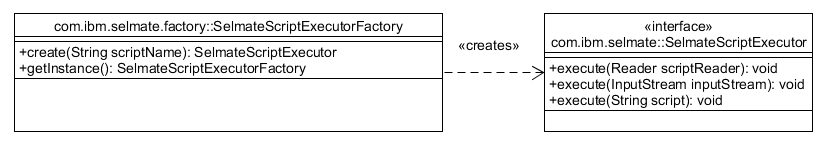 com.ibm.selmate.factory::SelmateScriptExecutorFactory
+create(String scriptName): SelmateScriptExecutor
+getInstance(): SelmateScriptExecutorFactory
«creates»
«interface»
com.ibm.selmate::SelmateScriptExecutor
+execute(Reader scriptReader): void
+execute(InputStream inputStream): void
+execute(String script): void